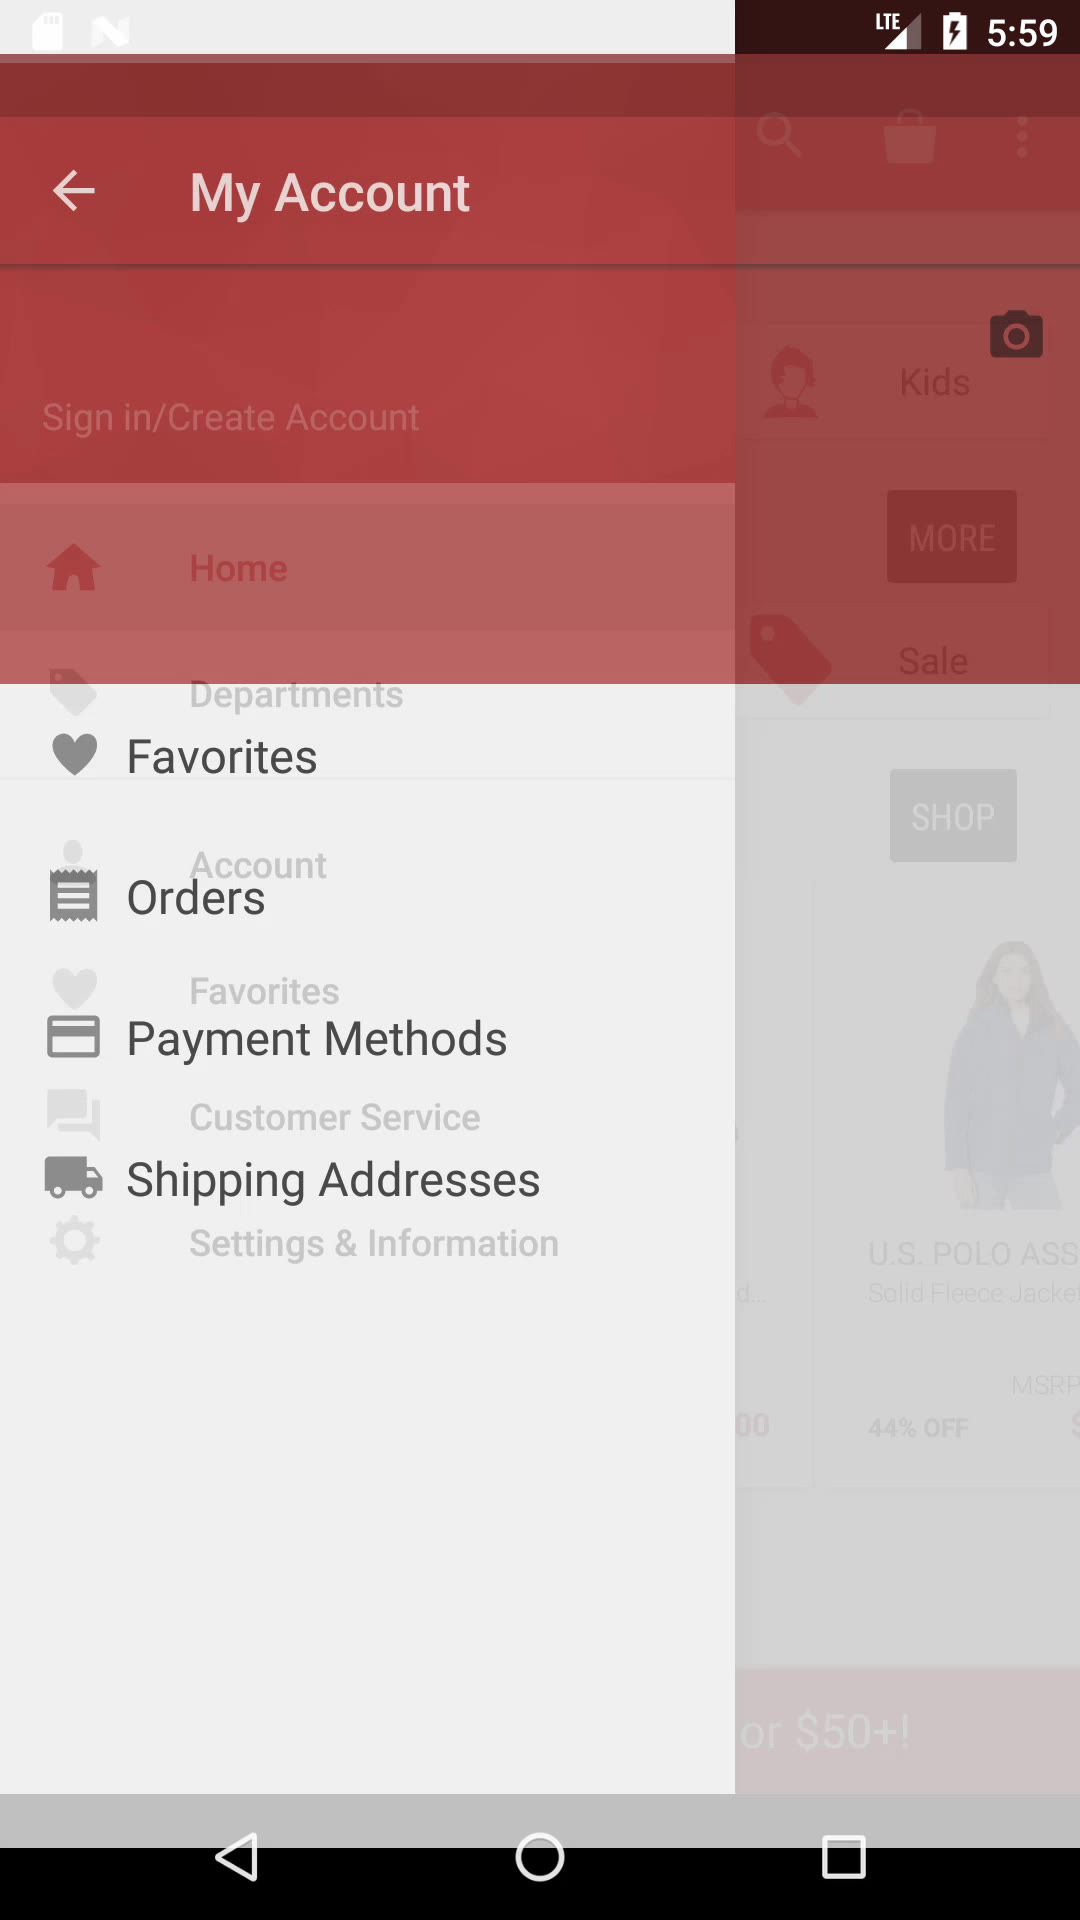 LTE 5:59
My Account
Kids
Sign in/Create Account
MORE
Home
Sale
Departments
Favorites
SHOP
Account
Orders
Favorites
Payment Methods
Customer Service
Shipping Addresses
Settings & Information
U.S. POLO ASS
Solid Fleece Jacke
d...
MSRP
00
44% OFF
$
or $50+!